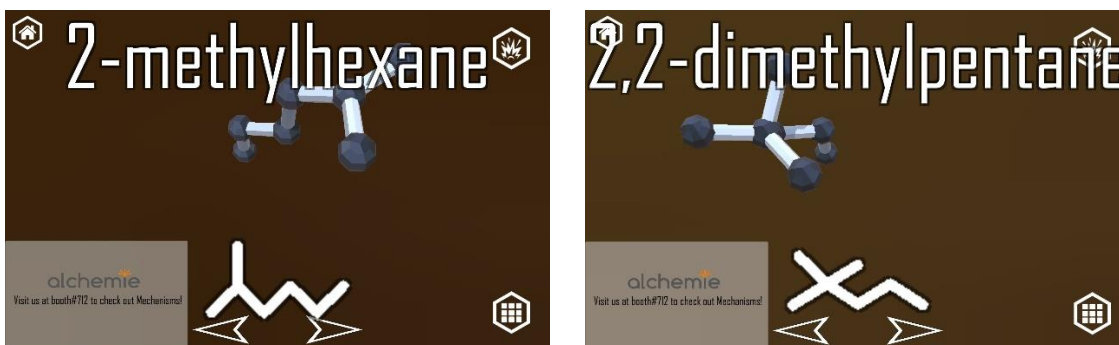 2-methylhexane
alchemie
Visit us at booth#712 to check out Mechanisms!
2,2-dimethylpentane
alchemie
Visit us at booth#712 to check out Mechanisms!